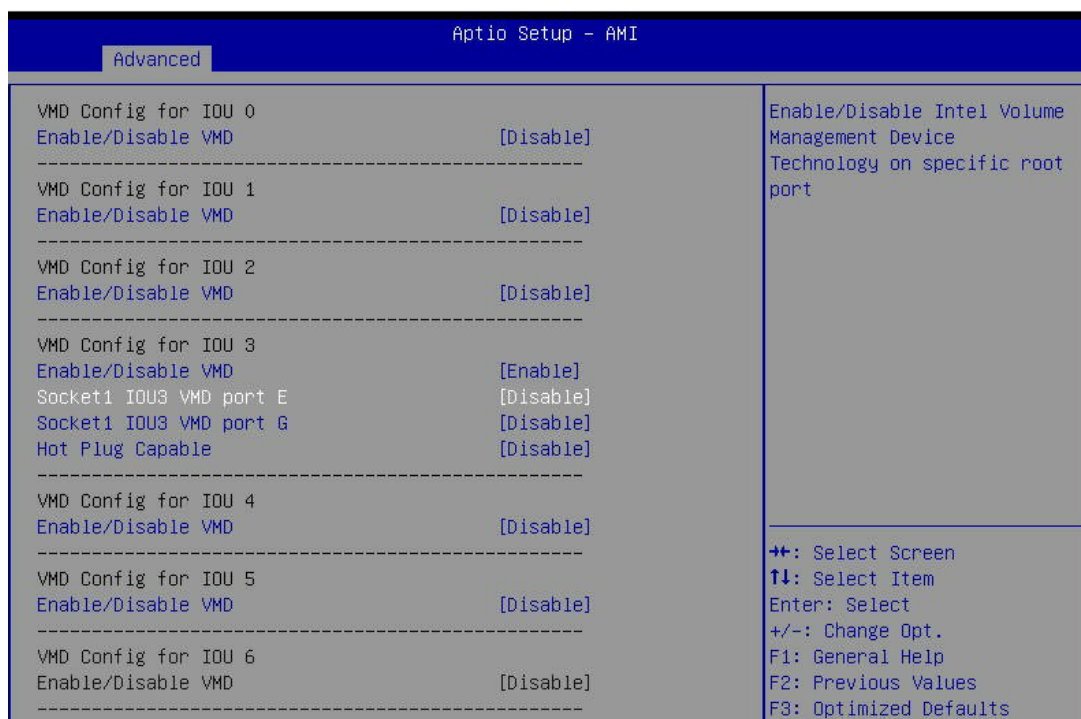 Aptio Setup – AMI
Advanced
VMD Config for IOU 0
Enable/Disable VMD [Disable]
--------------------------------------------------
VMD Config for IOU 1
Enable/Disable VMD [Disable]
--------------------------------------------------
VMD Config for IOU 2
Enable/Disable VMD [Disable]
--------------------------------------------------
VMD Config for IOU 3
Enable/Disable VMD [Enable]
Socket1 IOU3 VMD port E [Disable]
Socket1 IOU3 VMD port G [Disable]
Hot Plug Capable [Disable]
--------------------------------------------------
VMD Config for IOU 4
Enable/Disable VMD [Disable]
--------------------------------------------------
VMD Config for IOU 5
Enable/Disable VMD [Disable]
--------------------------------------------------
VMD Config for IOU 6
Enable/Disable VMD [Disable]
--------------------------------------------------
Enable/Disable Intel Volume
Management Device
Technology on specific root
port
→←: Select Screen
↑↓: Select Item
Enter: Select
+/-: Change Opt.
F1: General Help
F2: Previous Values
F3: Optimized Defaults